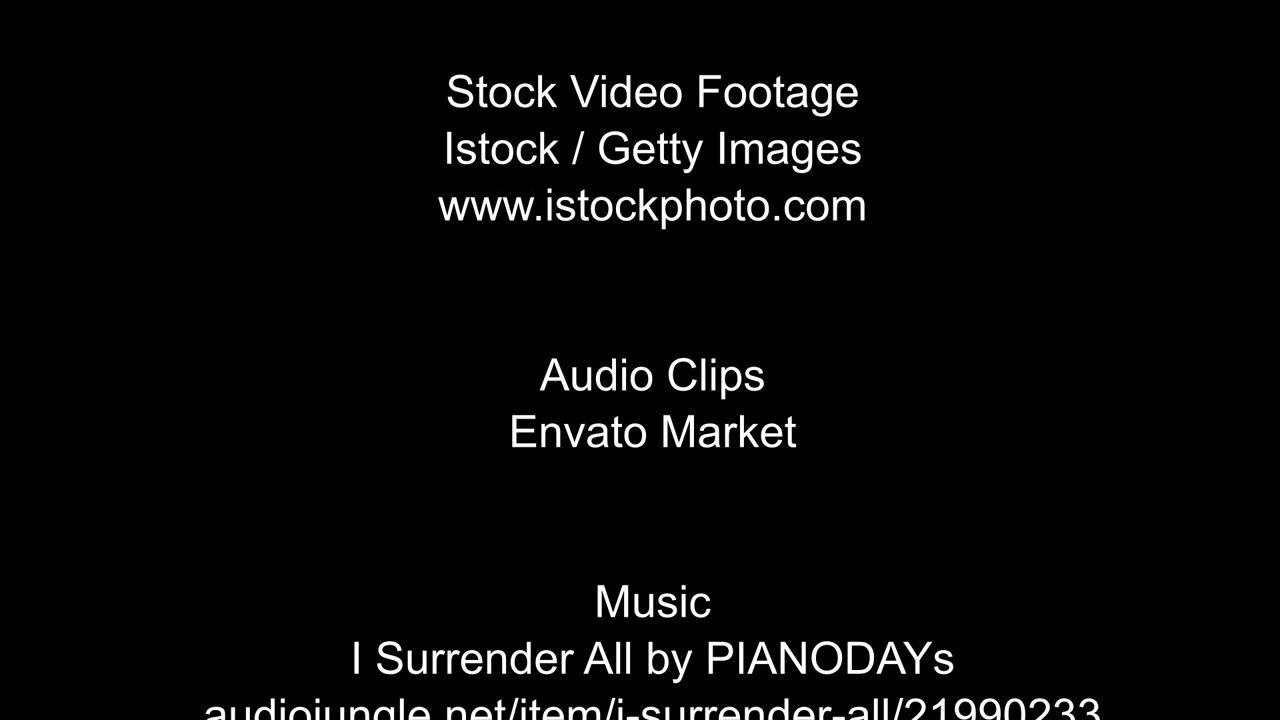 Stock Video Footage
Istock / Getty Images
www.istockphoto.com
Audio Clips
Envato Market
Music
I Surrender All by PIANODAYs
audiojungle.net/item/i-surrender-all/21990233